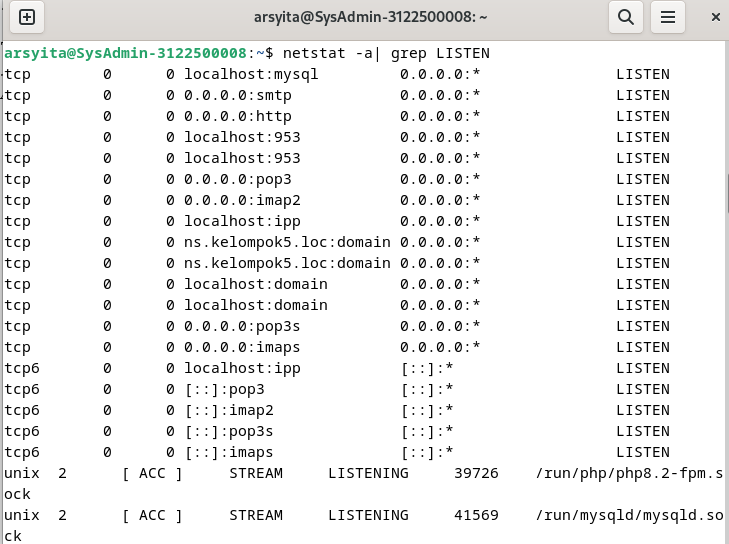 arsyita@SysAdmin-3122500008: ~
arsyita@SysAdmin-3122500008:~$ netstat -a| grep LISTEN
tcp        0      0 localhost:mysql         0.0.0.0:*               LISTEN
tcp        0      0 0.0.0.0:smtp            0.0.0.0:*               LISTEN
tcp        0      0 0.0.0.0:http            0.0.0.0:*               LISTEN
tcp        0      0 localhost:953           0.0.0.0:*               LISTEN
tcp        0      0 localhost:953           0.0.0.0:*               LISTEN
tcp        0      0 0.0.0.0:pop3            0.0.0.0:*               LISTEN
tcp        0      0 0.0.0.0:imap2           0.0.0.0:*               LISTEN
tcp        0      0 localhost:ipp           0.0.0.0:*               LISTEN
tcp        0      0 ns.kelompok5.loc:domain 0.0.0.0:*               LISTEN
tcp        0      0 ns.kelompok5.loc:domain 0.0.0.0:*               LISTEN
tcp        0      0 localhost:domain        0.0.0.0:*               LISTEN
tcp        0      0 localhost:domain        0.0.0.0:*               LISTEN
tcp        0      0 0.0.0.0:pop3s           0.0.0.0:*               LISTEN
tcp        0      0 0.0.0.0:imaps           0.0.0.0:*               LISTEN
tcp6       0      0 localhost:ipp           [::]:*                  LISTEN
tcp6       0      0 [::]:pop3               [::]:*                  LISTEN
tcp6       0      0 [::]:imap2              [::]:*                  LISTEN
tcp6       0      0 [::]:pop3s              [::]:*                  LISTEN
tcp6       0      0 [::]:imaps              [::]:*                  LISTEN
unix  2      [ ACC ]     STREAM     LISTENING     39726    /run/php/php8.2-fpm.s
ock
unix  2      [ ACC ]     STREAM     LISTENING     41569    /run/mysqld/mysqld.so
ck